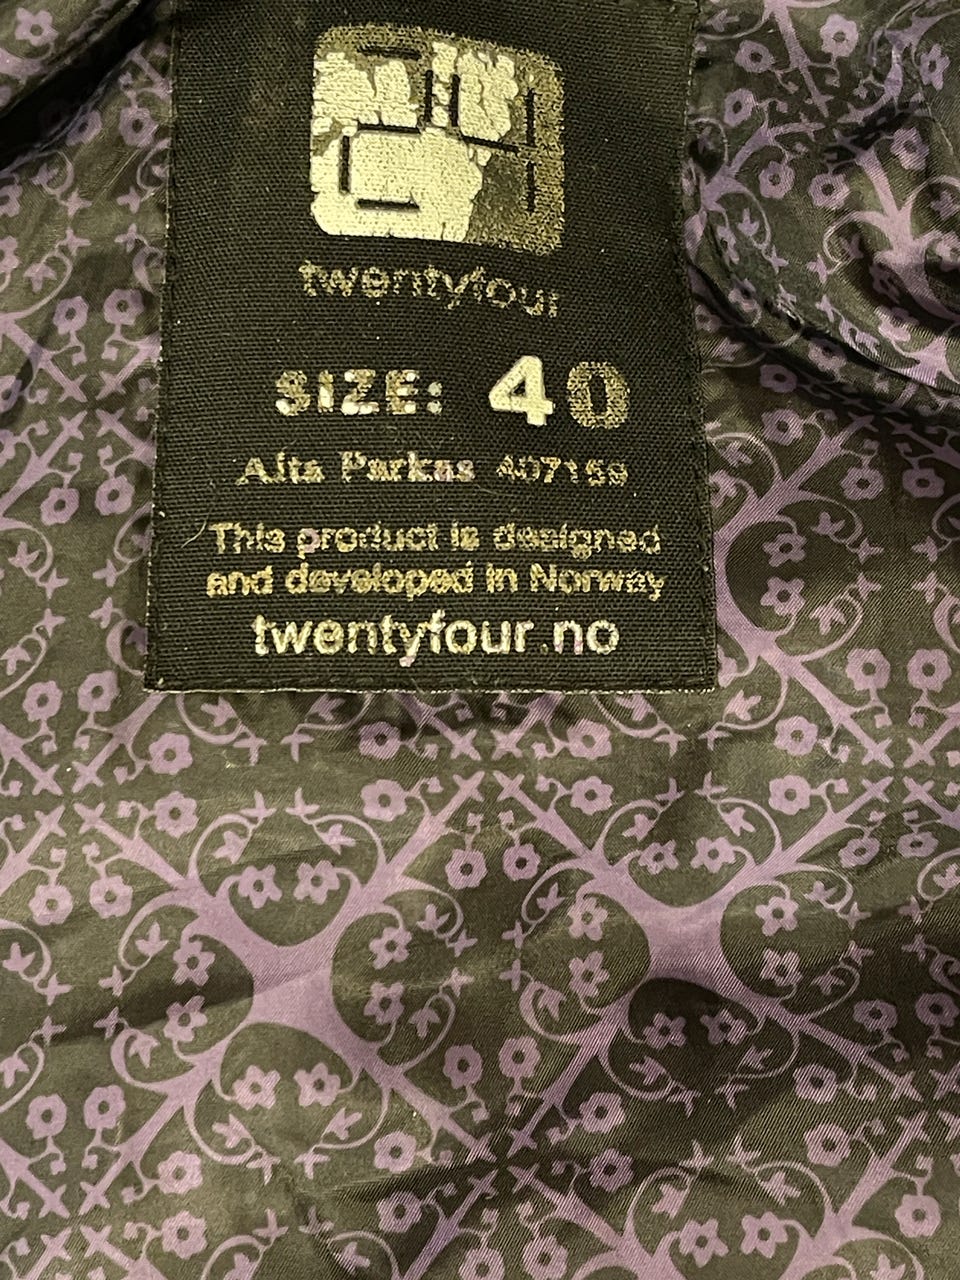 twentyfour
SIZE: 40
Alta Parkas 407159
This product is designed
and developed in Norway
twentyfour.no